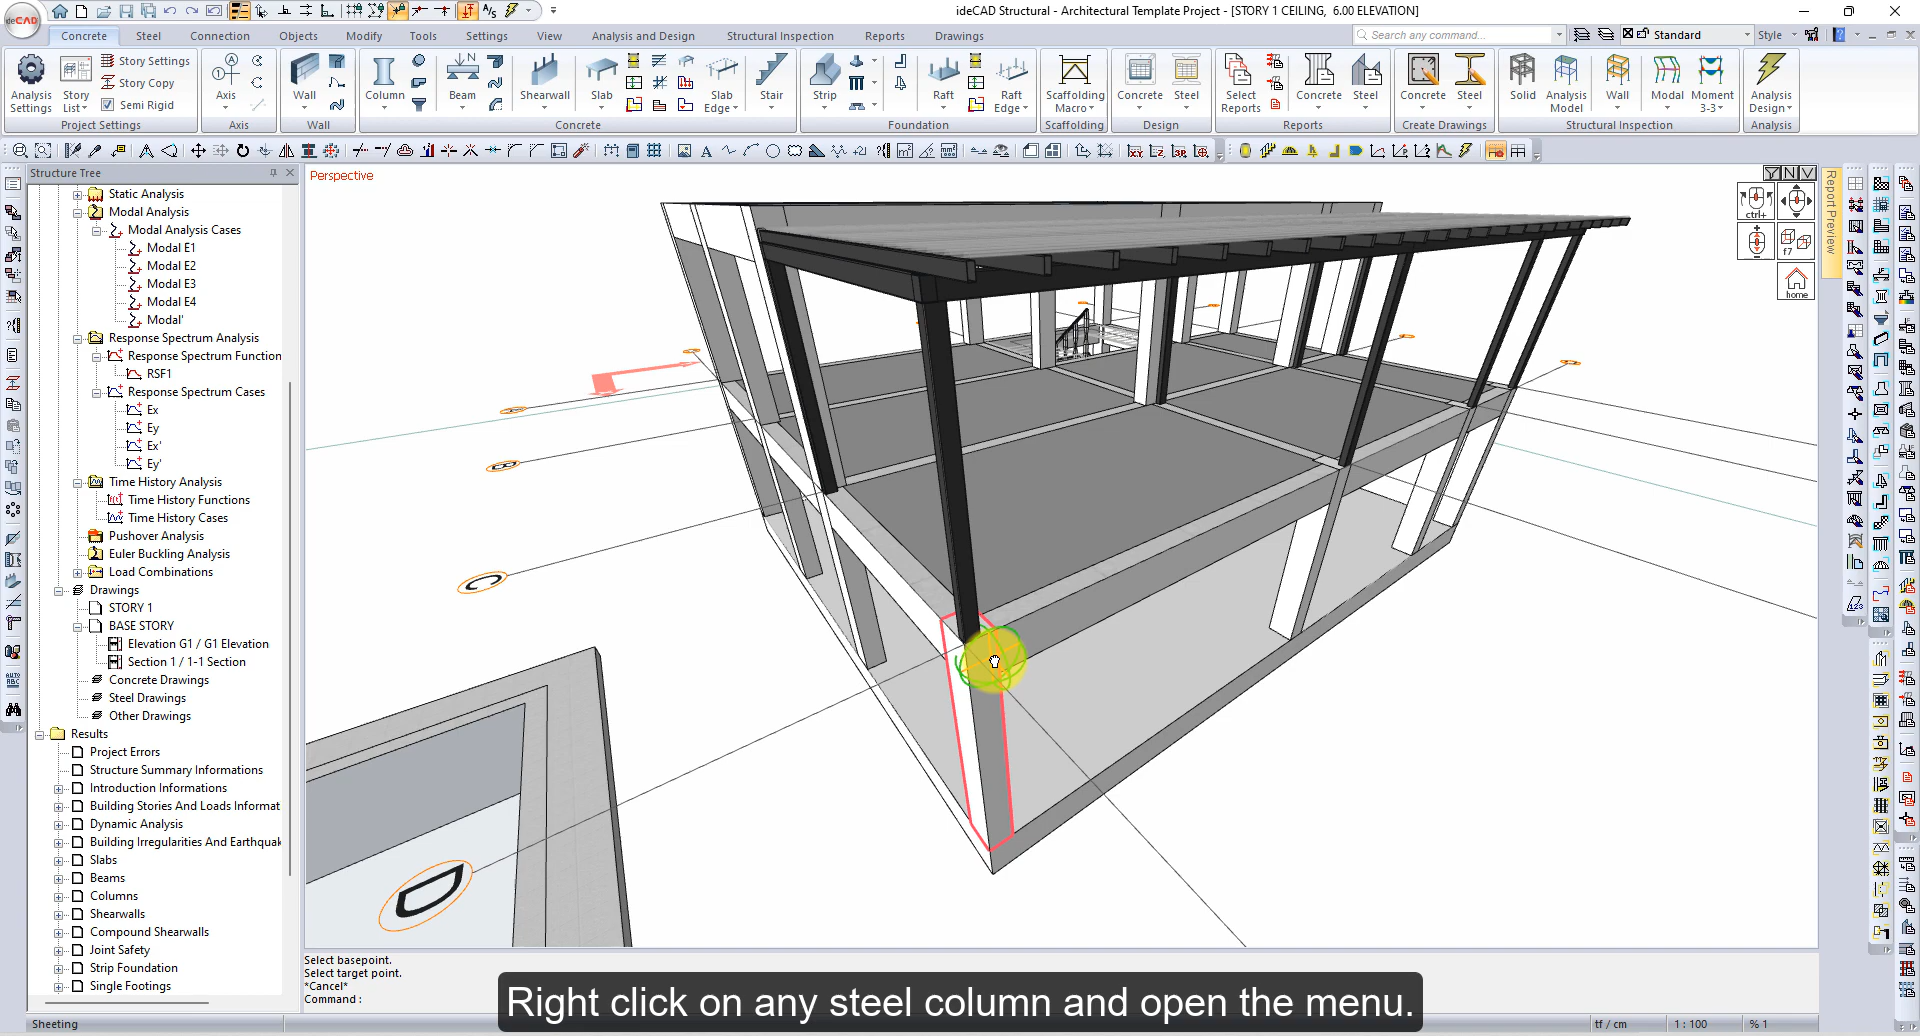 ideCAD Structural - Architectural Template Project - [STORY 1 CEILING, 6.00 ELEVATION]
ideCAD
Concrete Steel Connection Objects Modify Tools Settings View Analysis and Design Structural Inspection Reports Drawings
Search any command...
Standard
Style
Analysis Settings
Story List
Story Settings
Story Copy
Semi Rigid
Axis
Wall
Column
Beam
Shearwall
Slab
Slab Edge
Stair
Strip
Raft
Raft Edge
Scaffolding Macro
Concrete
Steel
Select Reports
Concrete
Steel
Concrete
Steel
Solid
Analysis Model
Wall
Modal
Moment 3-3
Analysis Design
Project Settings
Axis
Wall
Concrete
Foundation
Scaffolding
Design
Reports
Create Drawings
Structural Inspection
Analysis
Structure Tree
Static Analysis
Modal Analysis
Modal Analysis Cases
Modal E1
Modal E2
Modal E3
Modal E4
Modal'
Response Spectrum Analysis
Response Spectrum Function
RSF1
Response Spectrum Cases
Ex
Ey
Ex'
Ey'
Time History Analysis
Time History Functions
Time History Cases
Pushover Analysis
Euler Buckling Analysis
Load Combinations
Drawings
STORY 1
BASE STORY
Elevation G1 / G1 Elevation
Section 1 / 1-1 Section
Concrete Drawings
Steel Drawings
Other Drawings
Results
Project Errors
Structure Summary Informations
Introduction Informations
Building Stories And Loads Informat
Dynamic Analysis
Building Irregularities And Earthquak
Slabs
Beams
Columns
Shearwalls
Compound Shearwalls
Joint Safety
Strip Foundation
Single Footings
Perspective
N V
ctrl+
f7
home
Report Preview
B
C
D
Select basepoint.
Select target point.
*Cancel*
Command :
Right click on any steel column and open the menu.
Sheeting
tf / cm
1 : 100
% 1